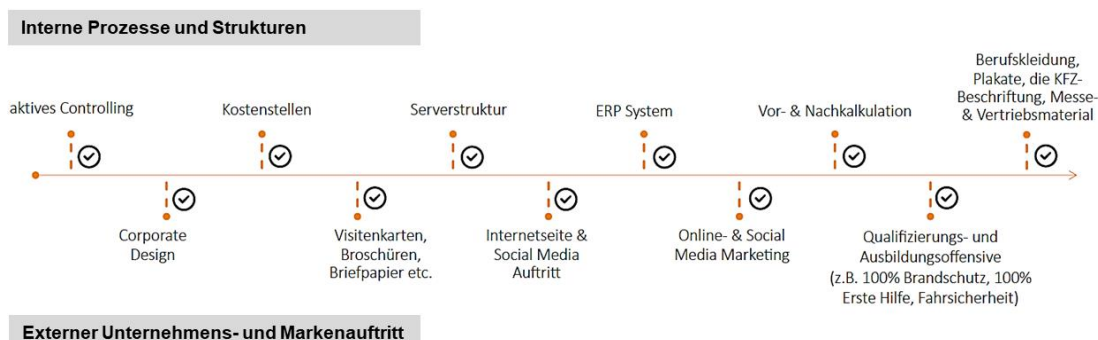 Interne Prozesse und Strukturen
aktives Controlling
Kostenstellen
Serverstruktur
ERP System
Vor- & Nachkalkulation
Berufskleidung,
Plakate, die KFZ-
Beschriftung, Messe-
& Vertriebsmaterial
Corporate
Design
Visitenkarten,
Broschüren,
Briefpapier etc.
Internetseite &
Social Media
Auftritt
Online- & Social
Media Marketing
Qualifizierungs- und
Ausbildungsoffensive
(z.B. 100% Brandschutz, 100%
Erste Hilfe, Fahrsicherheit)
Externer Unternehmens- und Markenauftritt